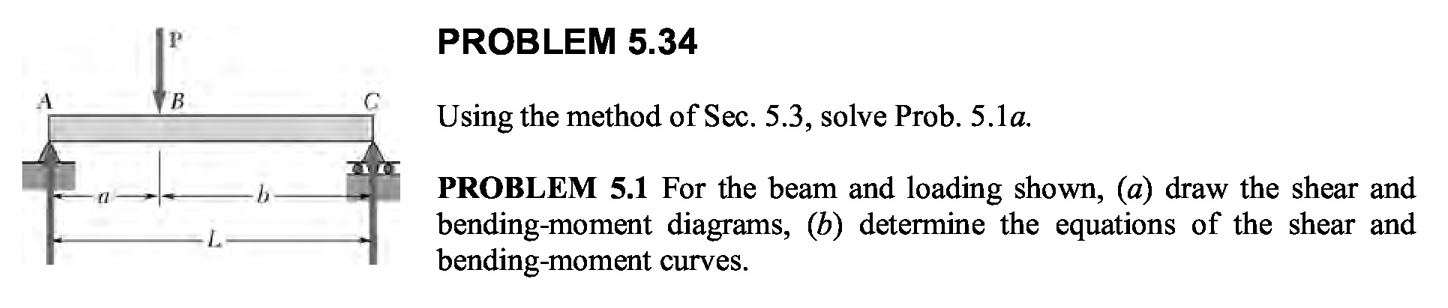 P
A
B
C
a
b
L
PROBLEM 5.34
Using the method of Sec. 5.3, solve Prob. 5.1a.
PROBLEM 5.1 For the beam and loading shown, (a) draw the shear and
bending-moment diagrams, (b) determine the equations of the shear and
bending-moment curves.